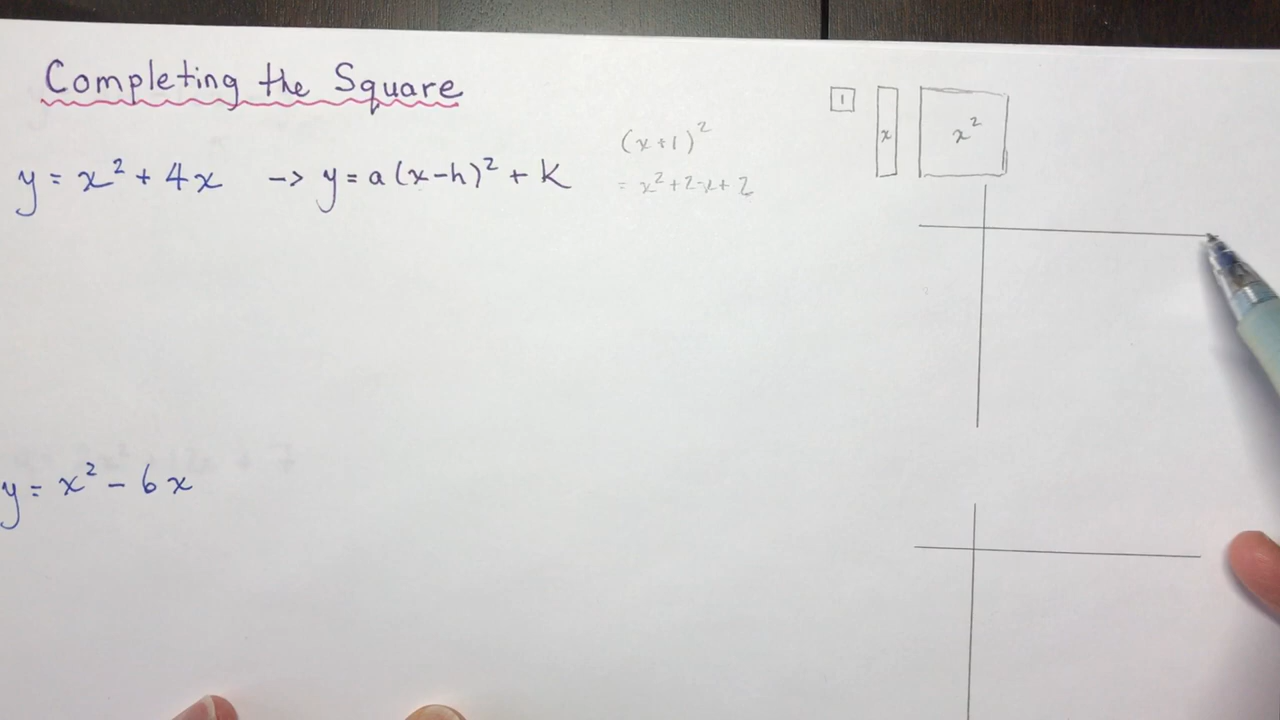 Completing the Square
y = x² + 4x -> y = a(x-h)² + k
(x+1)²
= x²+2x+2
1
x
x²
y = x² - 6x